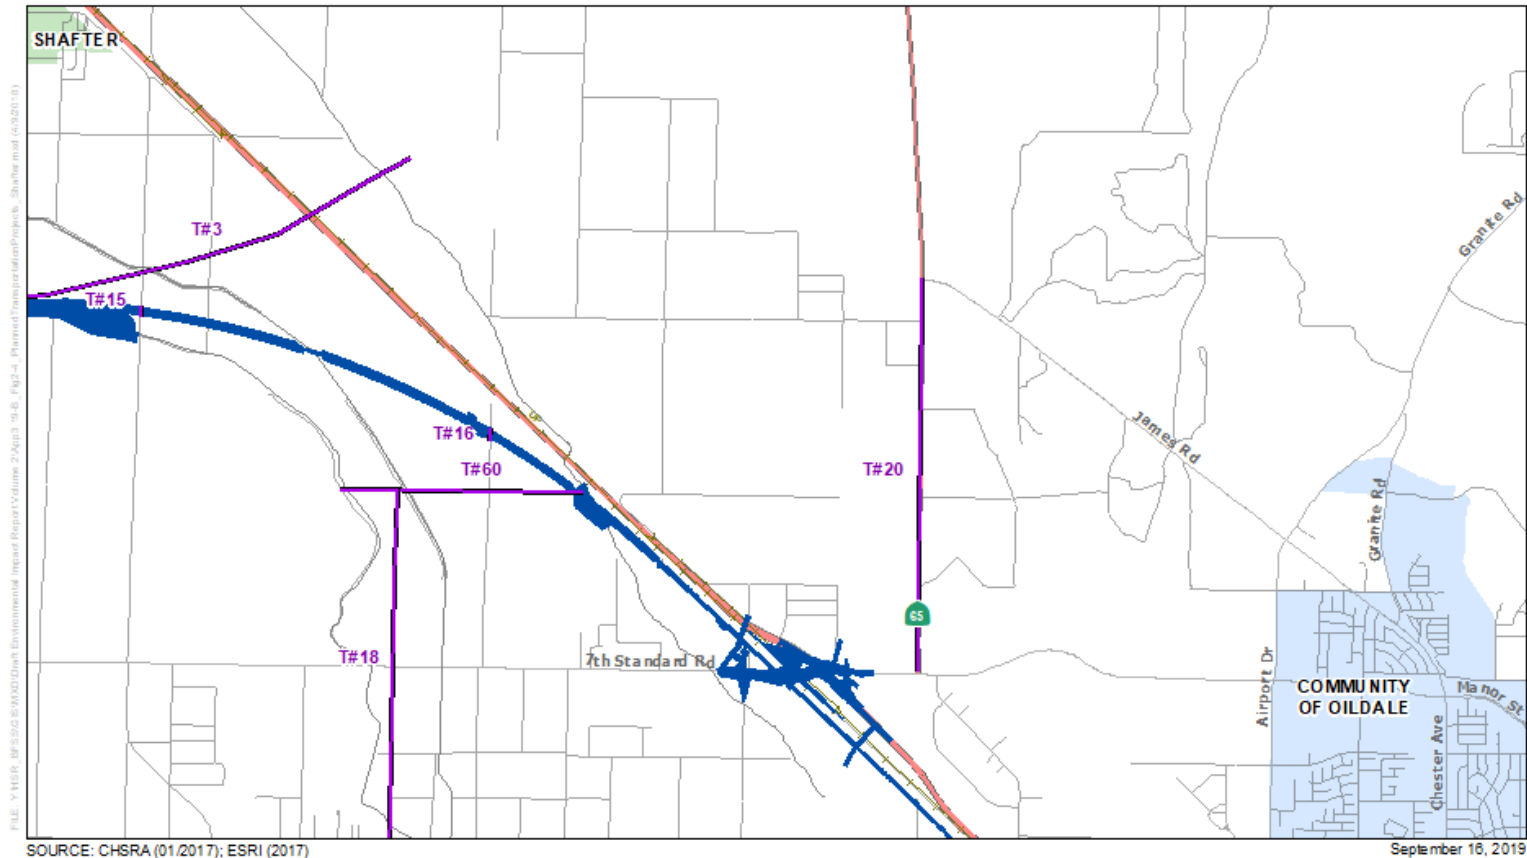 SHAFTER
T#3
T#15
T#16
T#60
T#20
T#18
UP
65
7th Standard Rd
James Rd
Granite Rd
Granite Rd
Airport Dr
COMMUNITY
OF OILDALE
Manor St
Chester Ave
SOURCE: CHSRA (01/2017); ESRI (2017)
September 16, 2019